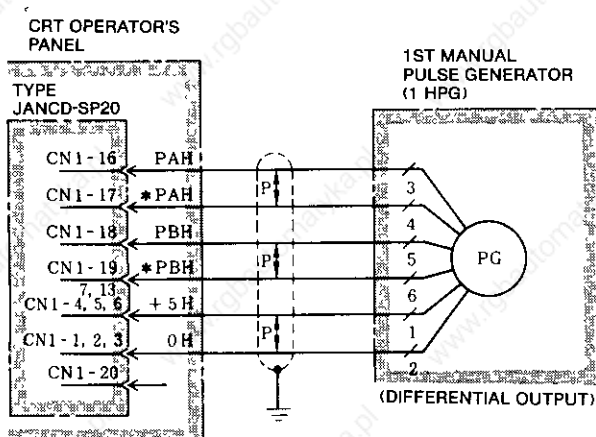 CRT OPERATOR'S
PANEL
1ST MANUAL
PULSE GENERATOR
(1 HPG)
TYPE
JANCD-SP20
CN1-16 PAH
P
3
CN1-17 *PAH
4
CN1-18 PBH
P
5
PG
CN1-19 *PBH
7, 13
6
CN1-4, 5, 6 +5H
P
1
CN1-1, 2, 3 0H
2
CN1-20
(DIFFERENTIAL OUTPUT)